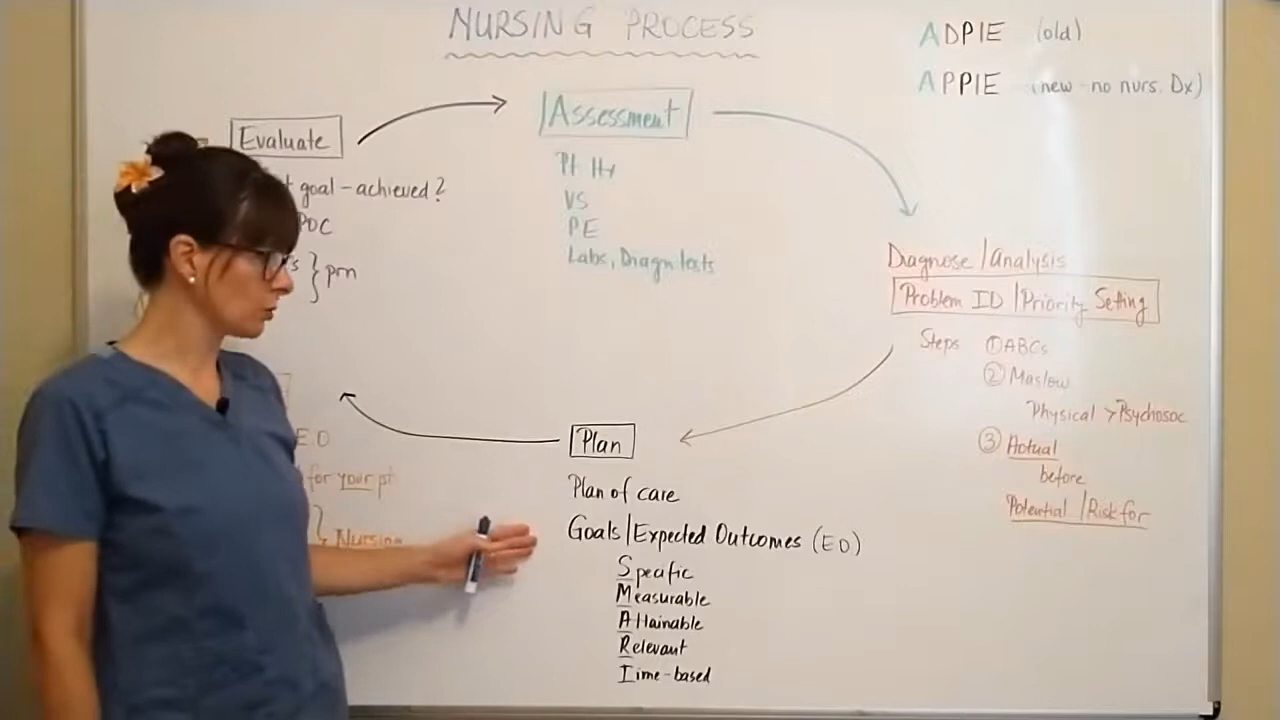 NURSING PROCESS
ADPIE (old)
APPIE (new - no nurs. Dx)
Assessment
Pt Hx
VS
PE
Labs, Diagn tests
Evaluate
goal - achieved?
POC
} prn
Diagnose/Analysis
Problem ID/Priority Setting
Steps ① ABCs
② Maslow
Physical > Psychosoc
③ Actual
before
Potential/Risk for
Plan
Plan of care
Goals/Expected Outcomes (EO)
Specific
Measurable
Attainable
Relevant
Time-based
EO
for your pt
} Nursing